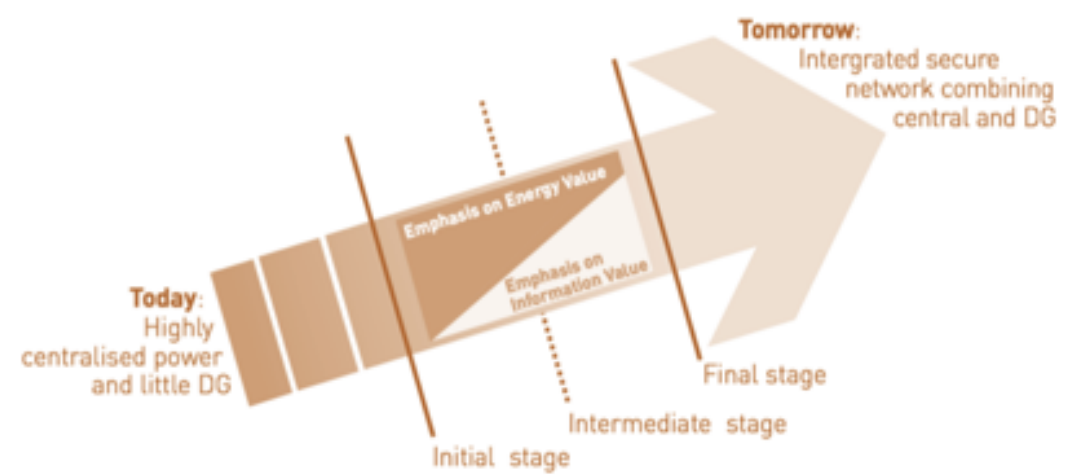 Tomorrow:
Intergrated secure
network combining
central and DG
Emphasis on Energy Value
Emphasis on
Information Value
Today:
Highly
centralised power
and little DG
Final stage
Intermediate stage
Initial stage